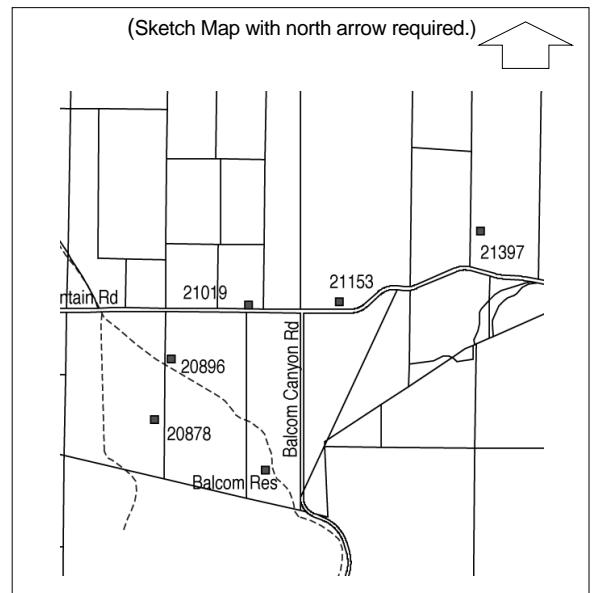 (Sketch Map with north arrow required.)
21397
21153
21019
ntain Rd
Balcom Canyon Rd
20896
20878
Balcom Res